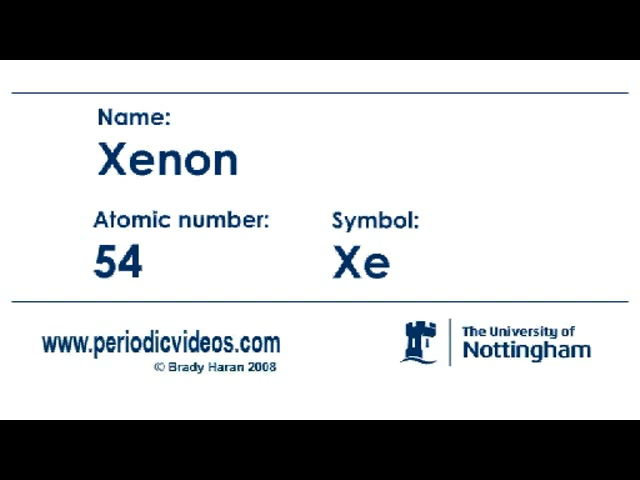 Name:
Xenon
Atomic number:
54
Symbol:
Xe
www.periodicvideos.com
© Brady Haran 2008
The University of
Nottingham